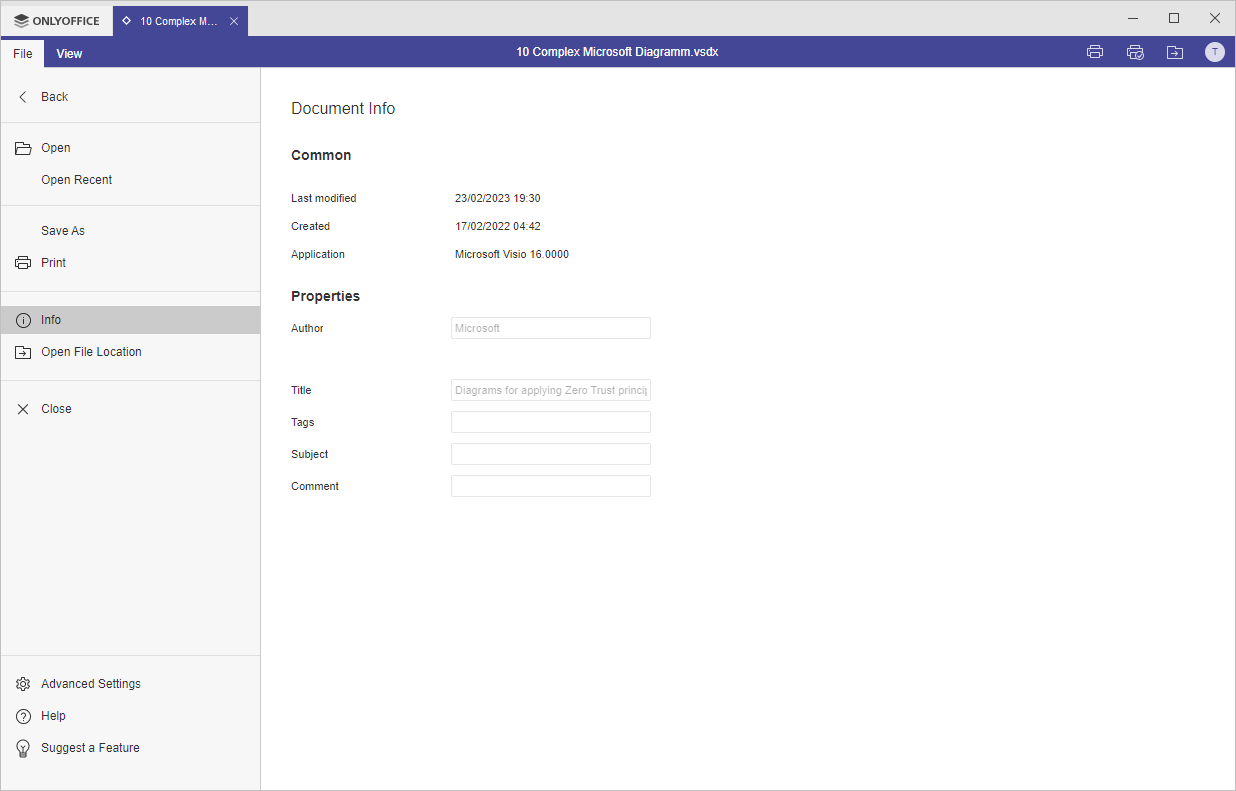 ONLYOFFICE
10 Complex M...
File
View
10 Complex Microsoft Diagramm.vsdx
T
Back
Open
Open Recent
Save As
Print
Info
Open File Location
Close
Advanced Settings
Help
Suggest a Feature
Document Info
Common
Last modified 23/02/2023 19:30
Created 17/02/2022 04:42
Application Microsoft Visio 16.0000
Properties
Author Microsoft
Title Diagrams for applying Zero Trust princip
Tags
Subject
Comment